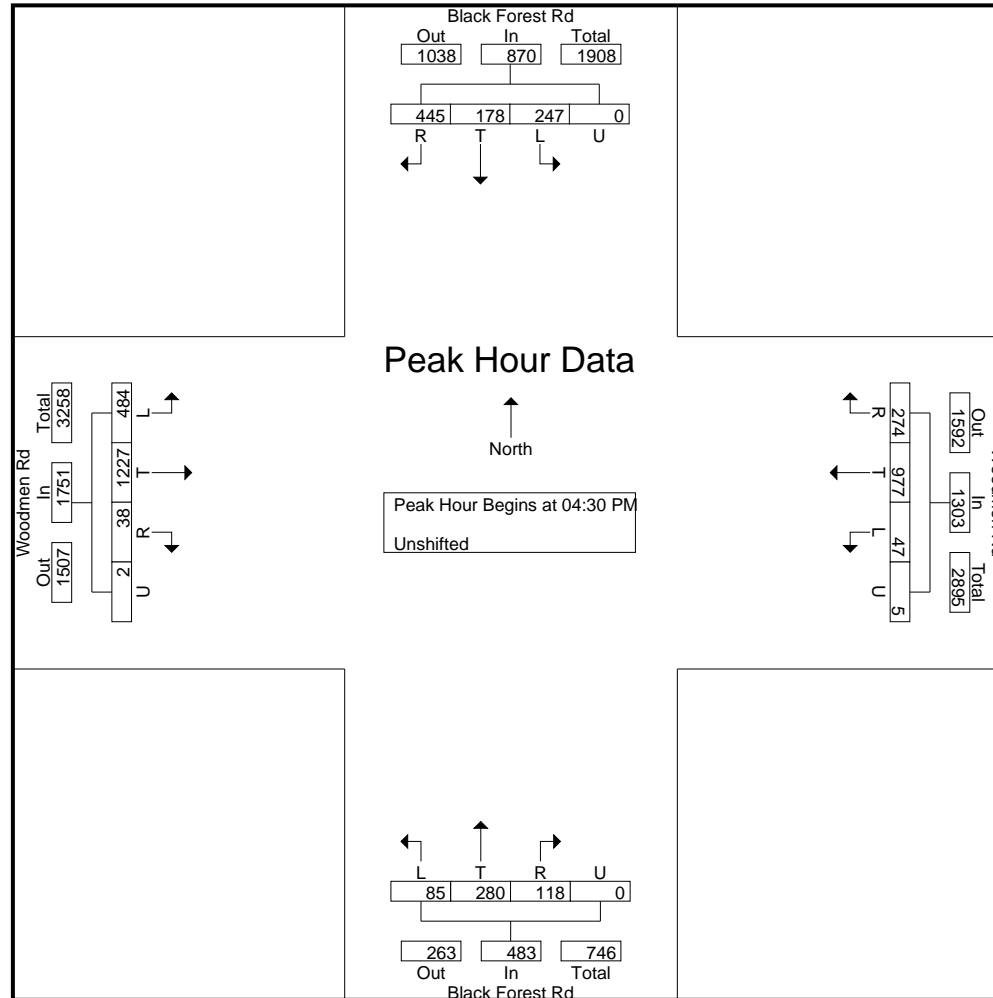 Black Forest Rd
Out In Total
1038 870 1908
445 178 247 0
R T L U
Peak Hour Data
North
Peak Hour Begins at 04:30 PM
Unshifted
Woodmen Rd
Total In Out
3258 1751 1507
484 1227 38 2
L T R U
R T L U
274 977 47 5
Out In Total
1592 1303 2895
L T R U
85 280 118 0
263 483 746
Out In Total
Black Forest Rd